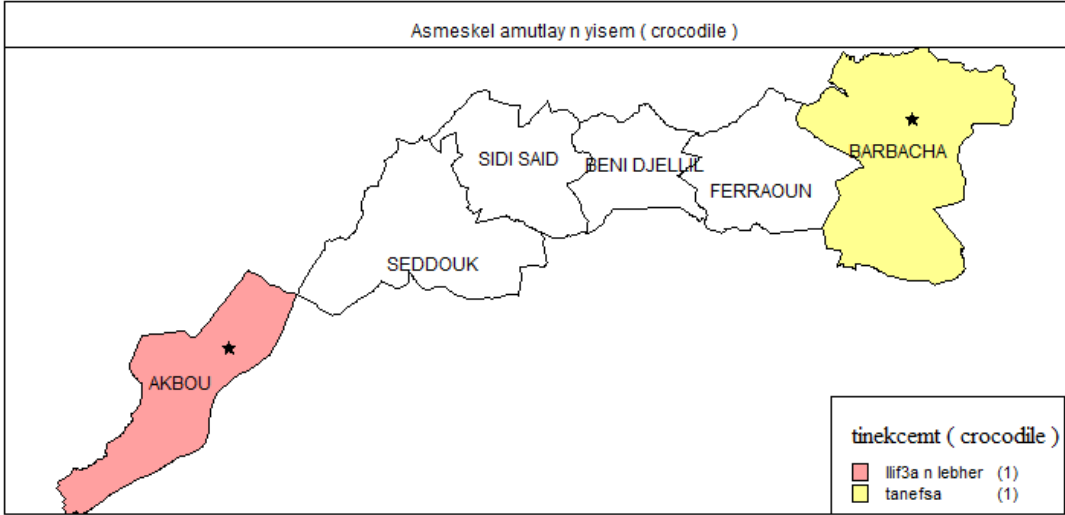 Asmeskel amutlay n yisem ( crocodile )
BARBACHA
SIDI SAID
BENI DJELLIL
FERRAOUN
SEDDOUK
AKBOU
tinekcemt ( crocodile )
llif3a n lebher (1)
tanefsa (1)